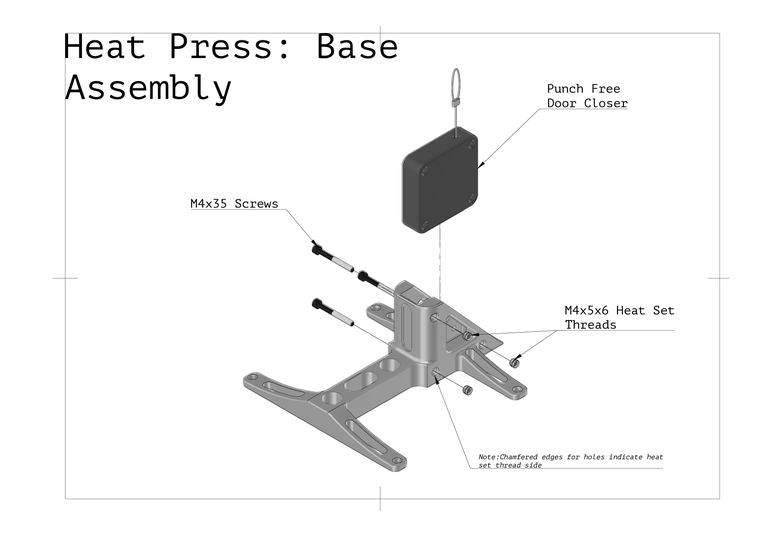 Heat Press: Base
Assembly
Punch Free
Door Closer
M4x35 Screws
M4x5x6 Heat Set
Threads
Note:Chamfered edges for holes indicate heat
set thread side